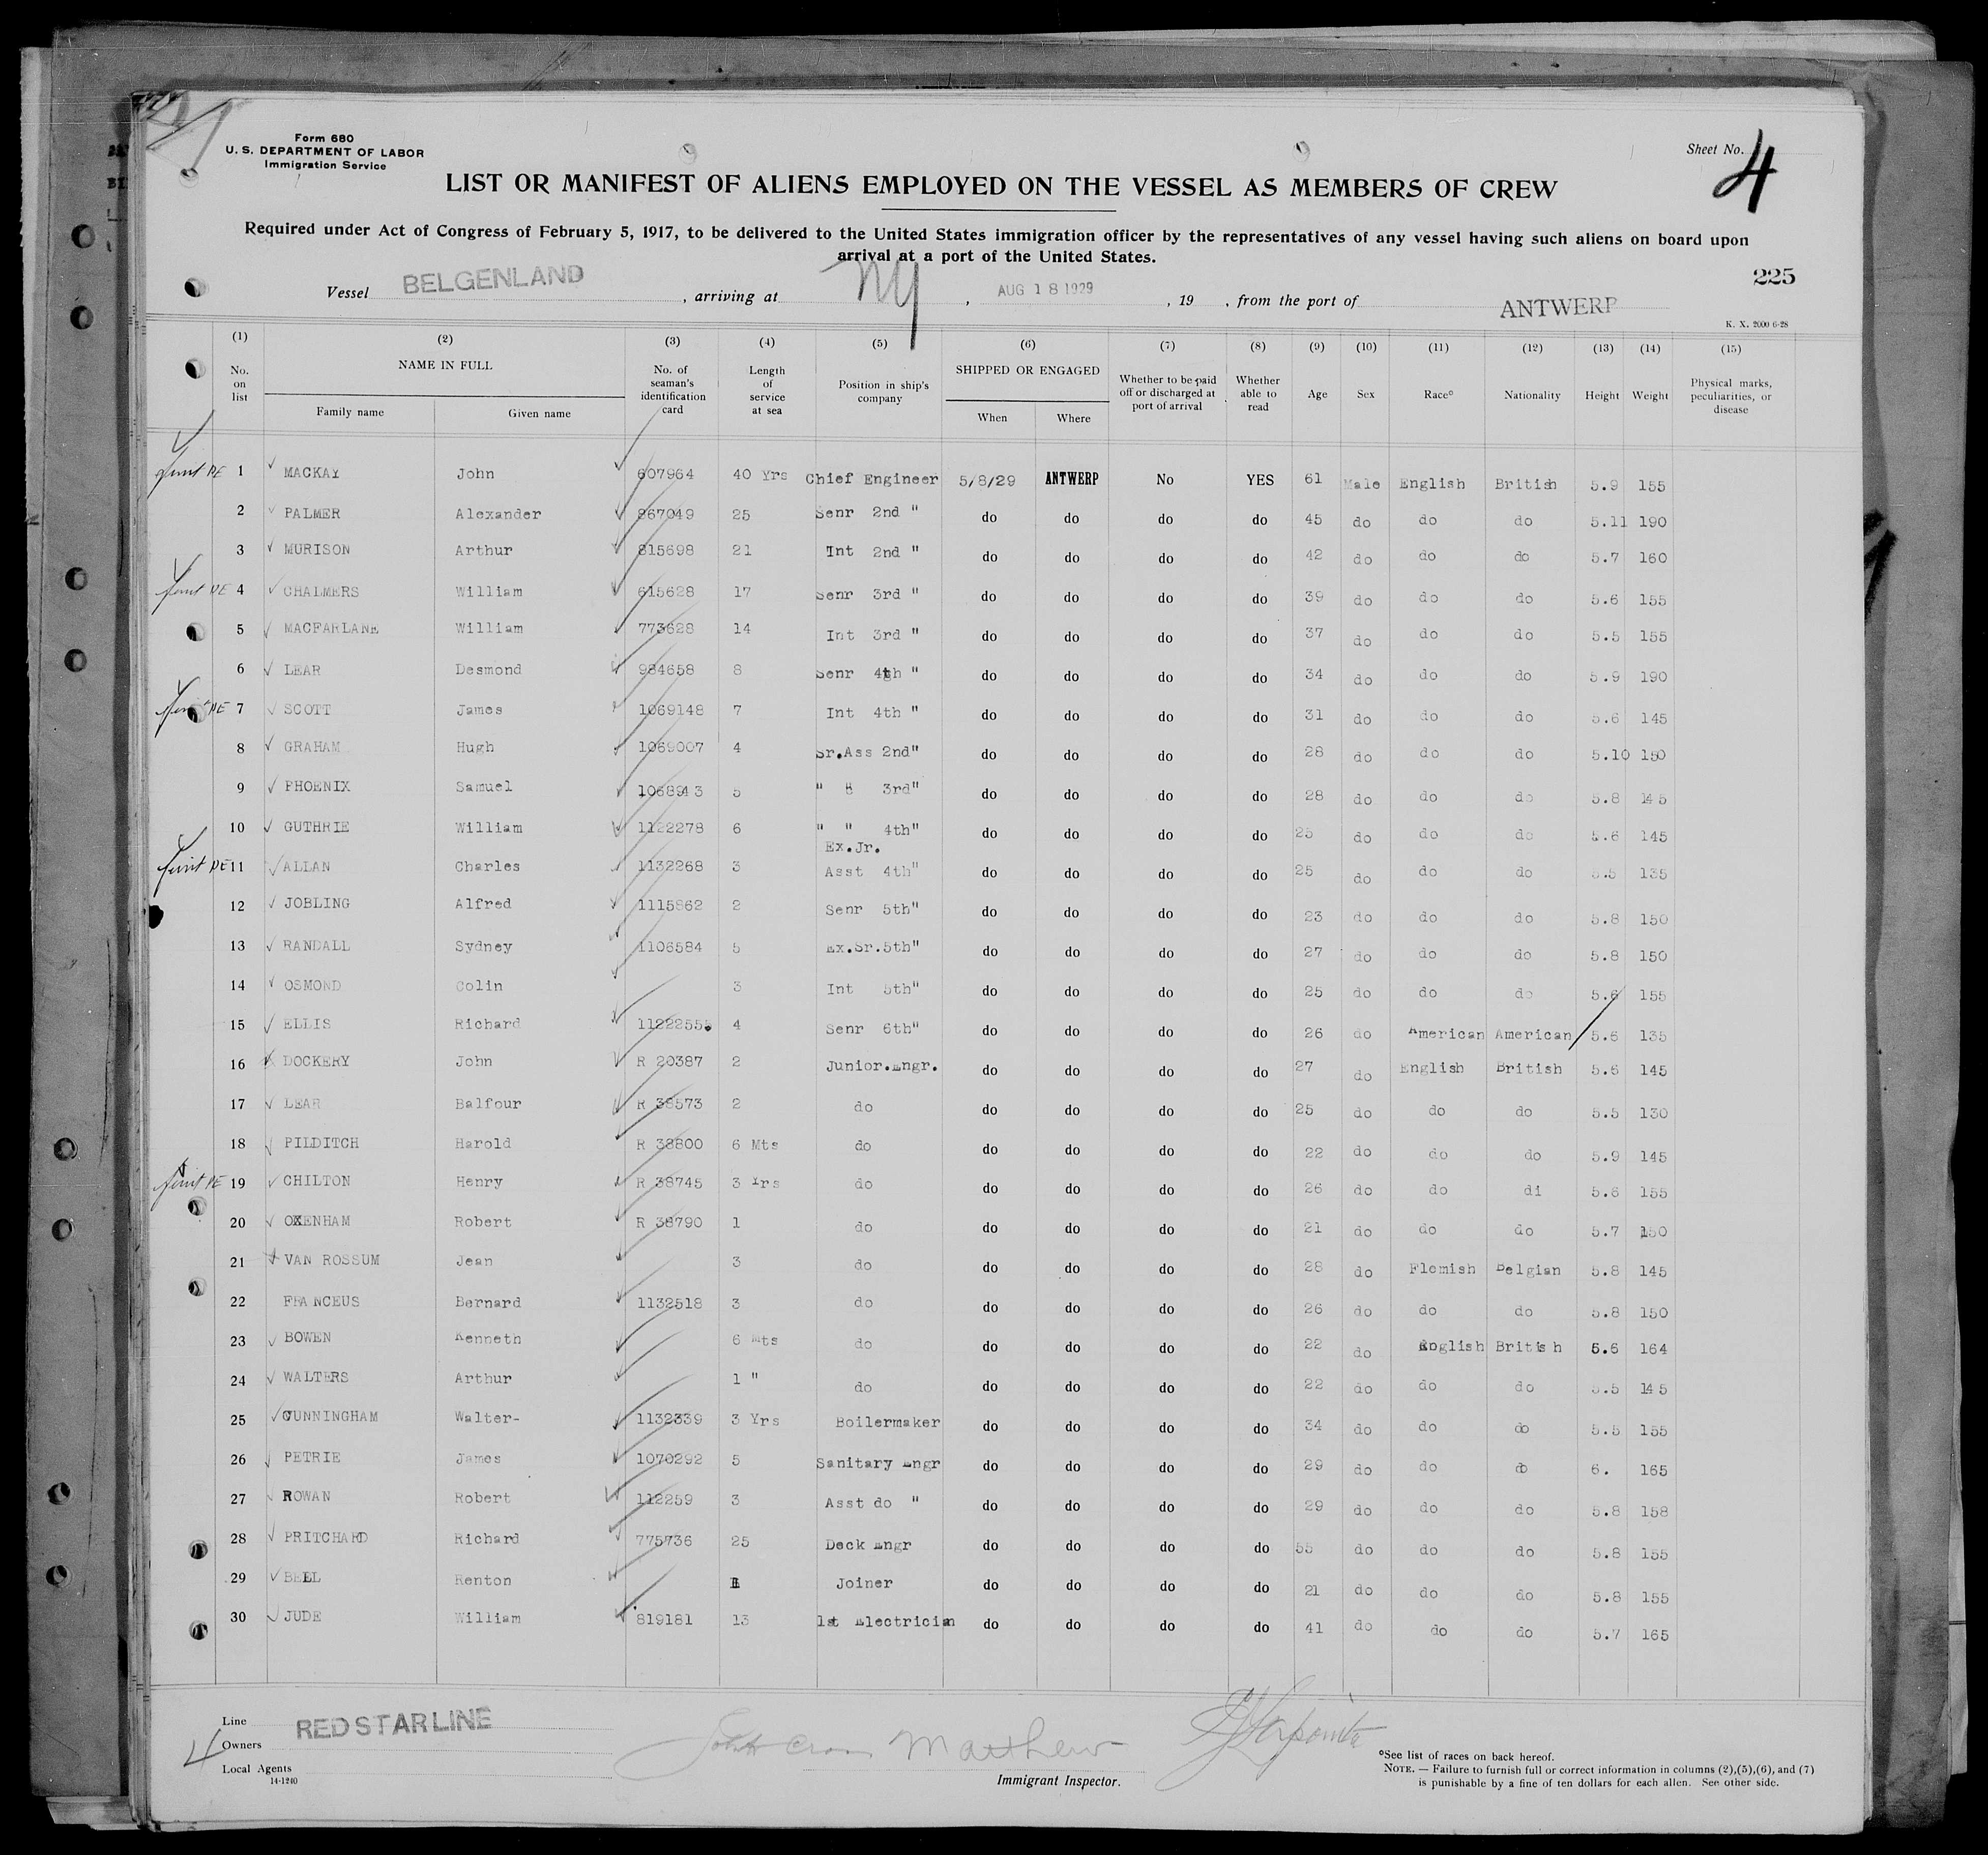 Form 680
U. S. DEPARTMENT OF LABOR
Immigration Service
Sheet No. 4
LIST OR MANIFEST OF ALIENS EMPLOYED ON THE VESSEL AS MEMBERS OF CREW
Required under Act of Congress of February 5, 1917, to be delivered to the United States immigration officer by the representatives of any vessel having such aliens on board upon
arrival at a port of the United States.
225
Vessel BELGENLAND, arriving at NY, AUG 18 1929, 19 , from the port of ANTWERP
K. X. 2000 6-28
(1) (2) (3) (4) (5) (6) (7) (8) (9) (10) (11) (12) (13) (14) (15)
No. on list NAME IN FULL Family name Given name No. of seaman's identification card Length of service at sea Position in ship's company SHIPPED OR ENGAGED When Where Whether to be paid off or discharged at port of arrival Whether able to read Age Sex Race° Nationality Height Weight Physical marks, peculiarities, or disease
1 MACKAY John 607964 40 Yrs Chief Engineer 5/8/29 ANTWERP No YES 61 Male English British 5.9 155
2 PALMER Alexander 867049 25 Senr 2nd " do do do do 45 do do do 5.11 190
3 MURISON Arthur 815698 21 Int 2nd " do do do do 42 do do do 5.7 160
4 CHALMERS William 615628 17 Senr 3rd " do do do do 39 do do do 5.6 155
5 MACFARLANE William 773628 14 Int 3rd " do do do do 37 do do do 5.5 155
6 LEAR Desmond 984658 8 Senr 4th " do do do do 34 do do do 5.9 190
7 SCOTT James 1069148 7 Int 4th " do do do do 31 do do do 5.6 145
8 GRAHAM Hugh 1069007 4 Sr.Ass 2nd" do do do do 28 do do do 5.10 150
9 PHOENIX Samuel 1068943 5 " 8 3rd" do do do do 28 do do do 5.8 145
10 GUTHRIE William 1122278 6 " " 4th" do do do do 25 do do do 5.6 145
11 ALLAN Charles 1132268 3 Ex.Jr. Asst 4th" do do do do 25 do do do 5.5 135
12 JOBLING Alfred 1115862 2 Senr 5th" do do do do 23 do do do 5.8 150
13 RANDALL Sydney 1106584 5 Ex.Sr.5th" do do do do 27 do do do 5.8 150
14 OSMOND Colin 3 Int 5th" do do do do 25 do do do 5.6 155
15 ELLIS Richard 11222555 4 Senr 6th" do do do do 26 do American American 5.6 135
16 DOCKERY John R 20387 2 Junior.Engr. do do do do 27 do English British 5.6 145
17 LEAR Balfour R 38573 2 do do do do do 25 do do do 5.5 130
18 PILDITCH Harold R 38800 6 Mts do do do do do 22 do do do 5.9 145
19 CHILTON Henry R 38745 3 Yrs do do do do do 26 do do di 5.6 155
20 OXENHAM Robert R 38790 1 do do do do do 21 do do do 5.7 150
21 VAN ROSSUM Jean 3 do do do do do 28 do Flemish Belgian 5.8 145
22 FRANCEUS Bernard 1132518 3 do do do do do 26 do do do 5.8 150
23 BOWEN Kenneth 6 Mts do do do do do 22 do English British 5.6 164
24 WALTERS Arthur 1 " do do do do do 22 do do do 5.5 145
25 CUNNINGHAM Walter- 1132339 3 Yrs Boilermaker do do do do 34 do do do 5.5 155
26 PETRIE James 1070292 5 Sanitary Engr do do do do 29 do do do 6. 165
27 ROWAN Robert 112259 3 Asst do " do do do do 29 do do do 5.8 158
28 PRITCHARD Richard 775736 25 Deck Engr do do do do 55 do do do 5.8 155
29 BELL Renton 1 Joiner do do do do 21 do do do 5.8 155
30 JUDE William 819181 13 1st Electrician do do do do 41 do do do 5.7 165
Line RED STAR LINE
Owners
Local Agents
14-1240
4
Matthew
Immigrant Inspector.
°See list of races on back hereof.
NOTE. — Failure to furnish full or correct information in columns (2),(5),(6), and (7)
is punishable by a fine of ten dollars for each alien. See other side.